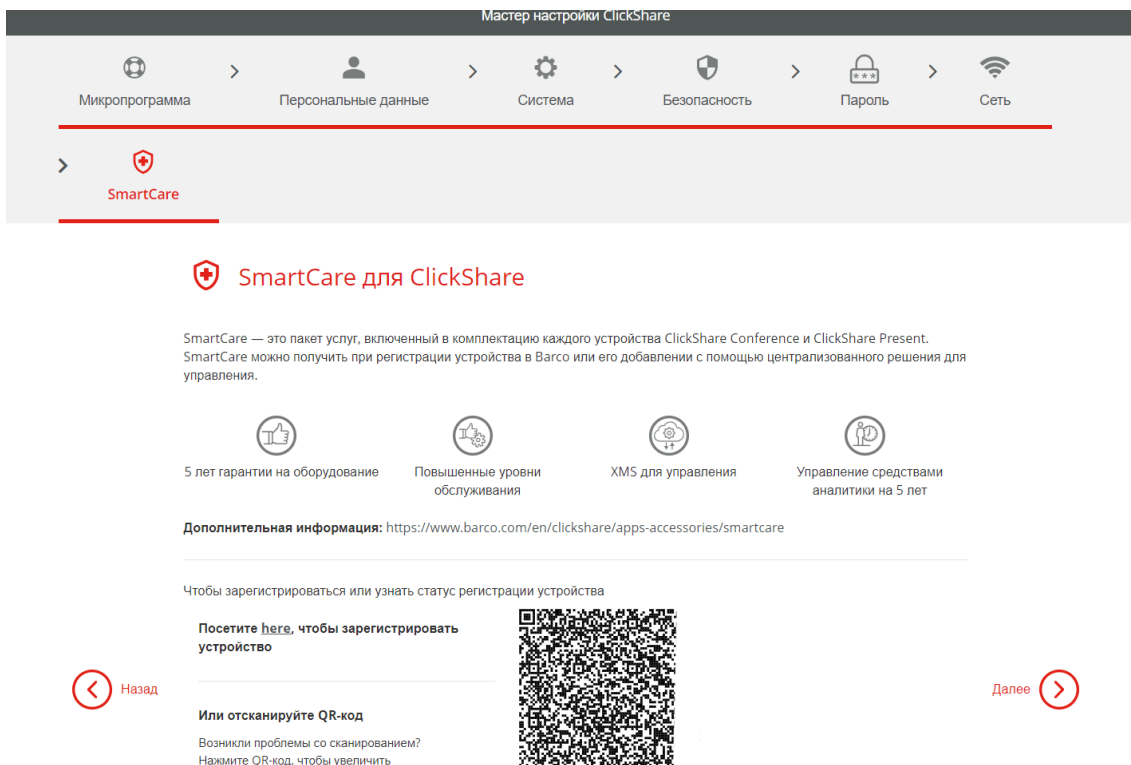 Мастер настройки ClickShare
Микропрограмма
Персональные данные
Система
Безопасность
Пароль
Сеть
SmartCare
SmartCare для ClickShare
SmartCare — это пакет услуг, включенный в комплектацию каждого устройства ClickShare Conference и ClickShare Present.
SmartCare можно получить при регистрации устройства в Barco или его добавлении с помощью централизованного решения для
управления.
5 лет гарантии на оборудование
Повышенные уровни
обслуживания
XMS для управления
Управление средствами
аналитики на 5 лет
Дополнительная информация: https://www.barco.com/en/clickshare/apps-accessories/smartcare
Чтобы зарегистрироваться или узнать статус регистрации устройства
Посетите here, чтобы зарегистрировать
устройство
Назад
Далее
Или отсканируйте QR-код
Возникли проблемы со сканированием?
Нажмите QR-код, чтобы увеличить